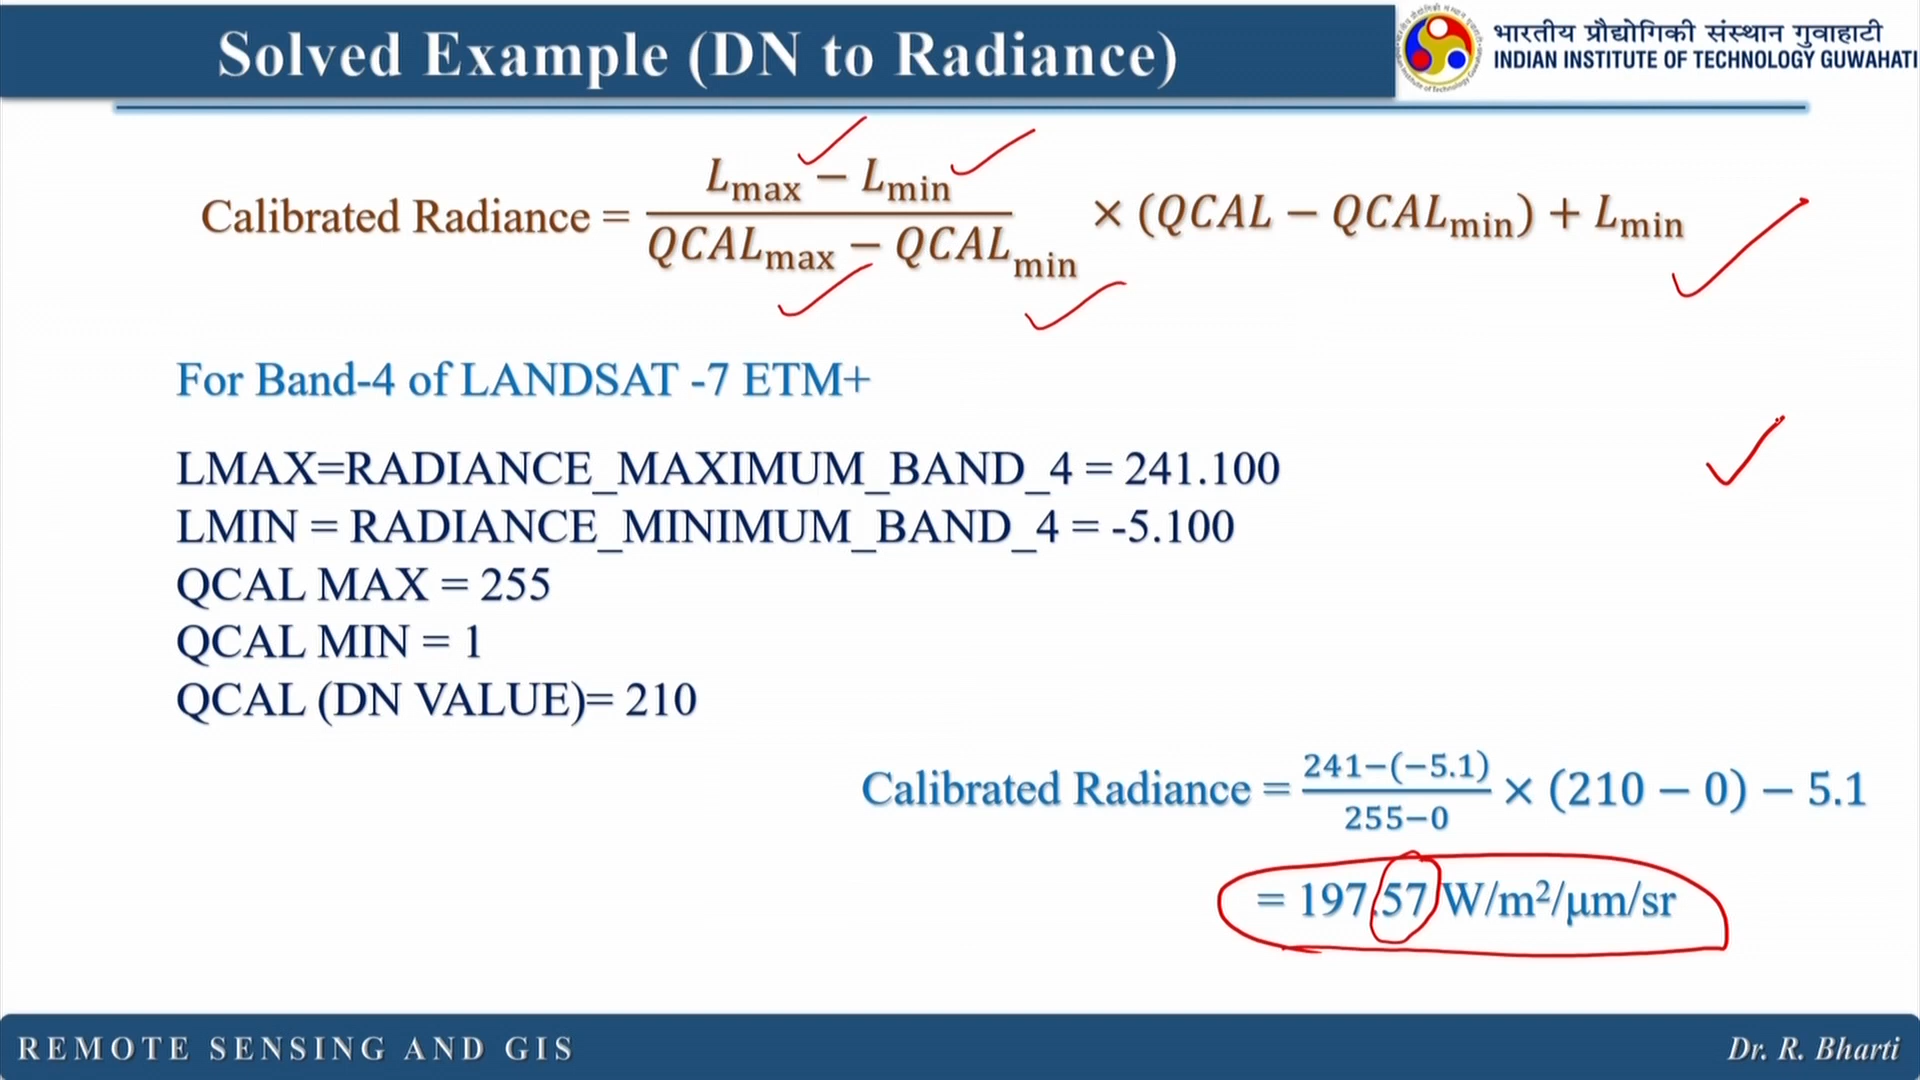 Solved Example (DN to Radiance)
भारतीय प्रौद्योगिकी संस्थान गुवाहाटी
INDIAN INSTITUTE OF TECHNOLOGY GUWAHATI
Calibrated Radiance = (L_max − L_min) / (QCAL_max − QCAL_min) × (QCAL − QCAL_min) + L_min
For Band-4 of LANDSAT -7 ETM+
LMAX=RADIANCE_MAXIMUM_BAND_4 = 241.100
LMIN = RADIANCE_MINIMUM_BAND_4 = -5.100
QCAL MAX = 255
QCAL MIN = 1
QCAL (DN VALUE)= 210
Calibrated Radiance = (241−(−5.1)) / (255−0) × (210 − 0) − 5.1
= 197.57 W/m²/μm/sr
REMOTE SENSING AND GIS
Dr. R. Bharti